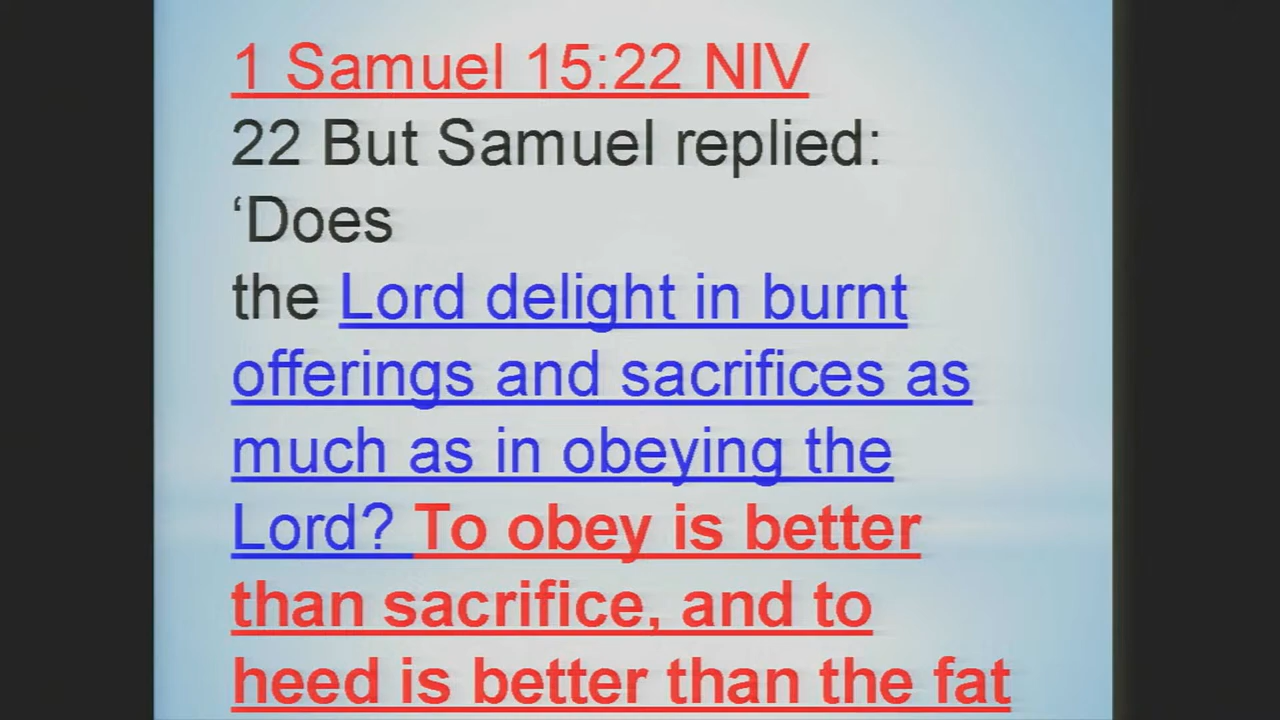 1 Samuel 15:22 NIV
22 But Samuel replied:
‘Does
the Lord delight in burnt
offerings and sacrifices as
much as in obeying the
Lord? To obey is better
than sacrifice, and to
heed is better than the fat